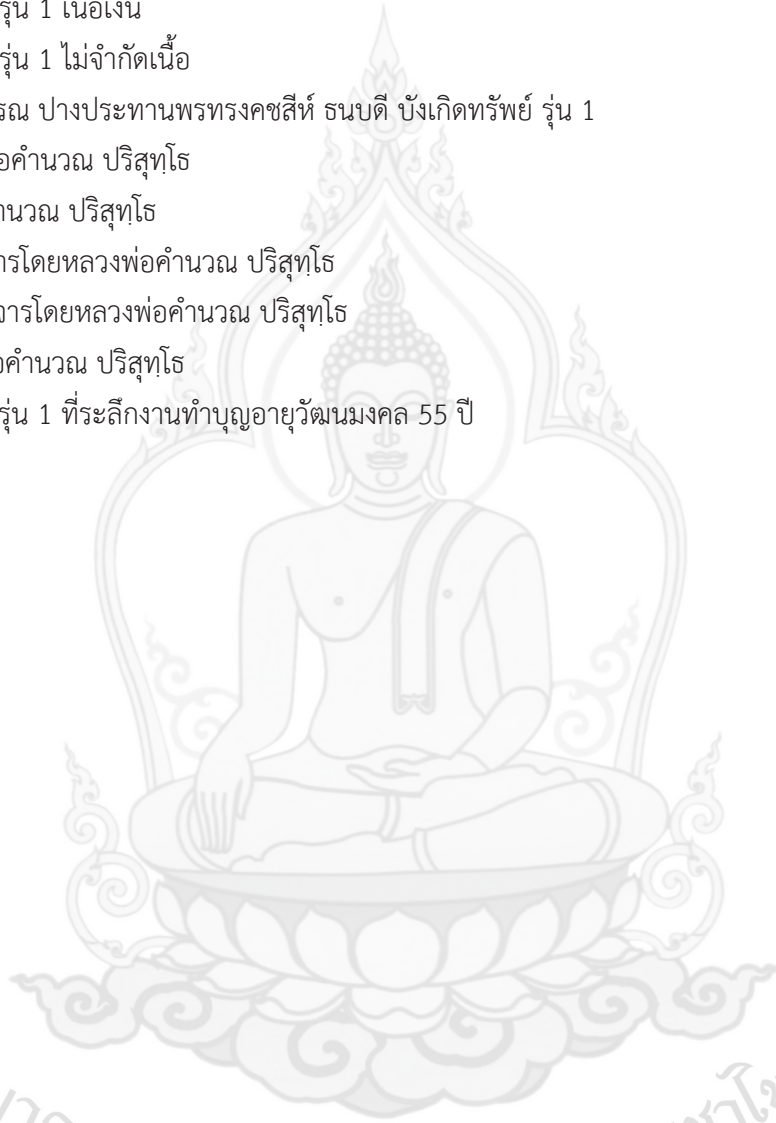 รุ่น 1 เนื้อเงิน
รุ่น 1 ไม่จำกัดเนื้อ
ปางประทานพรทรงคชสีห์ ธนบดี บังเกิดทรัพย์ รุ่น 1
อคำนวณ ปริสุทฺโธ
านวณ ปริสุทฺโธ
ารโดยหลวงพ่อคำนวณ ปริสุทฺโธ
จารโดยหลวงพ่อคำนวณ ปริสุทฺโธ
อคำนวณ ปริสุทฺโธ
รุ่น 1 ที่ระลึกงานทำบุญอายุวัฒนมงคล 55 ปี